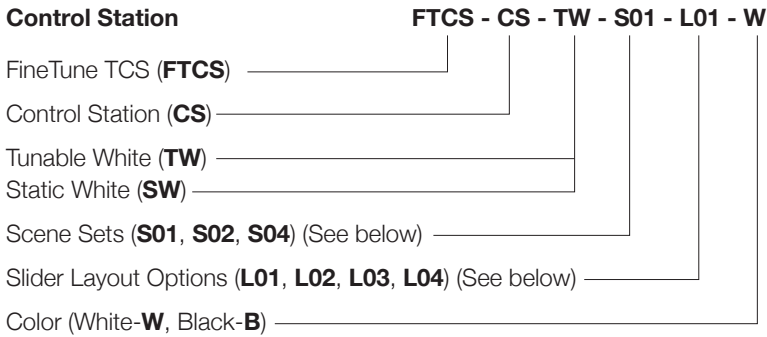 Control Station FTCS - CS - TW - S01 - L01 - W
FineTune TCS (FTCS)
Control Station (CS)
Tunable White (TW)
Static White (SW)
Scene Sets (S01, S02, S04) (See below)
Slider Layout Options (L01, L02, L03, L04) (See below)
Color (White-W, Black-B)